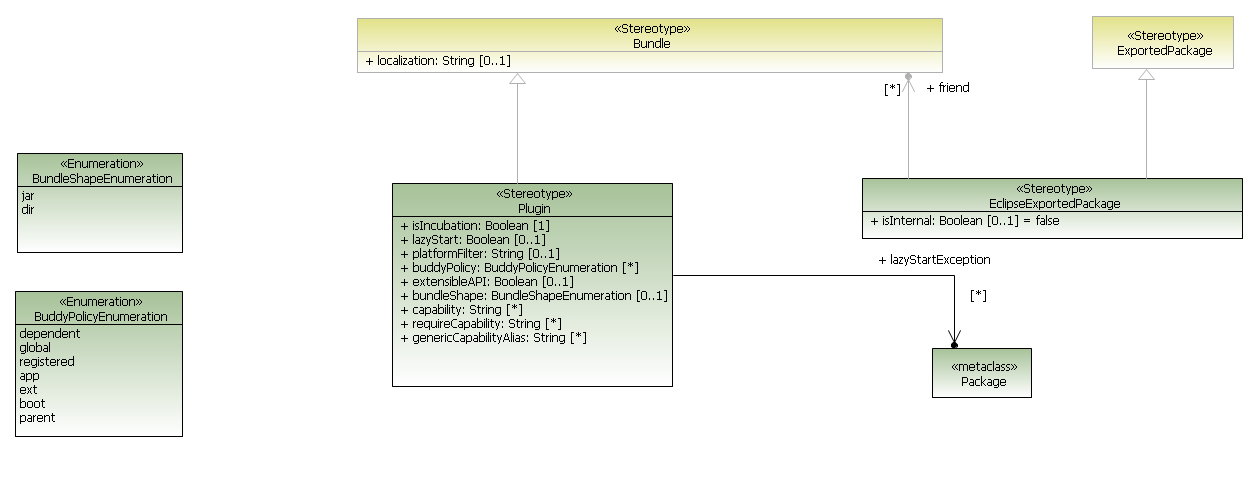 «Stereotype»
Bundle
+ localization: String [0..1]
«Stereotype»
ExportedPackage
[*]
+ friend
«Enumeration»
BundleShapeEnumeration
jar
dir
«Stereotype»
Plugin
+ isIncubation: Boolean [1]
+ lazyStart: Boolean [0..1]
+ platformFilter: String [0..1]
+ buddyPolicy: BuddyPolicyEnumeration [*]
+ extensibleAPI: Boolean [0..1]
+ bundleShape: BundleShapeEnumeration [0..1]
+ capability: String [*]
+ requireCapability: String [*]
+ genericCapabilityAlias: String [*]
«Stereotype»
EclipseExportedPackage
+ isInternal: Boolean [0..1] = false
+ lazyStartException
[*]
«Enumeration»
BuddyPolicyEnumeration
dependent
global
registered
app
ext
boot
parent
«metaclass»
Package